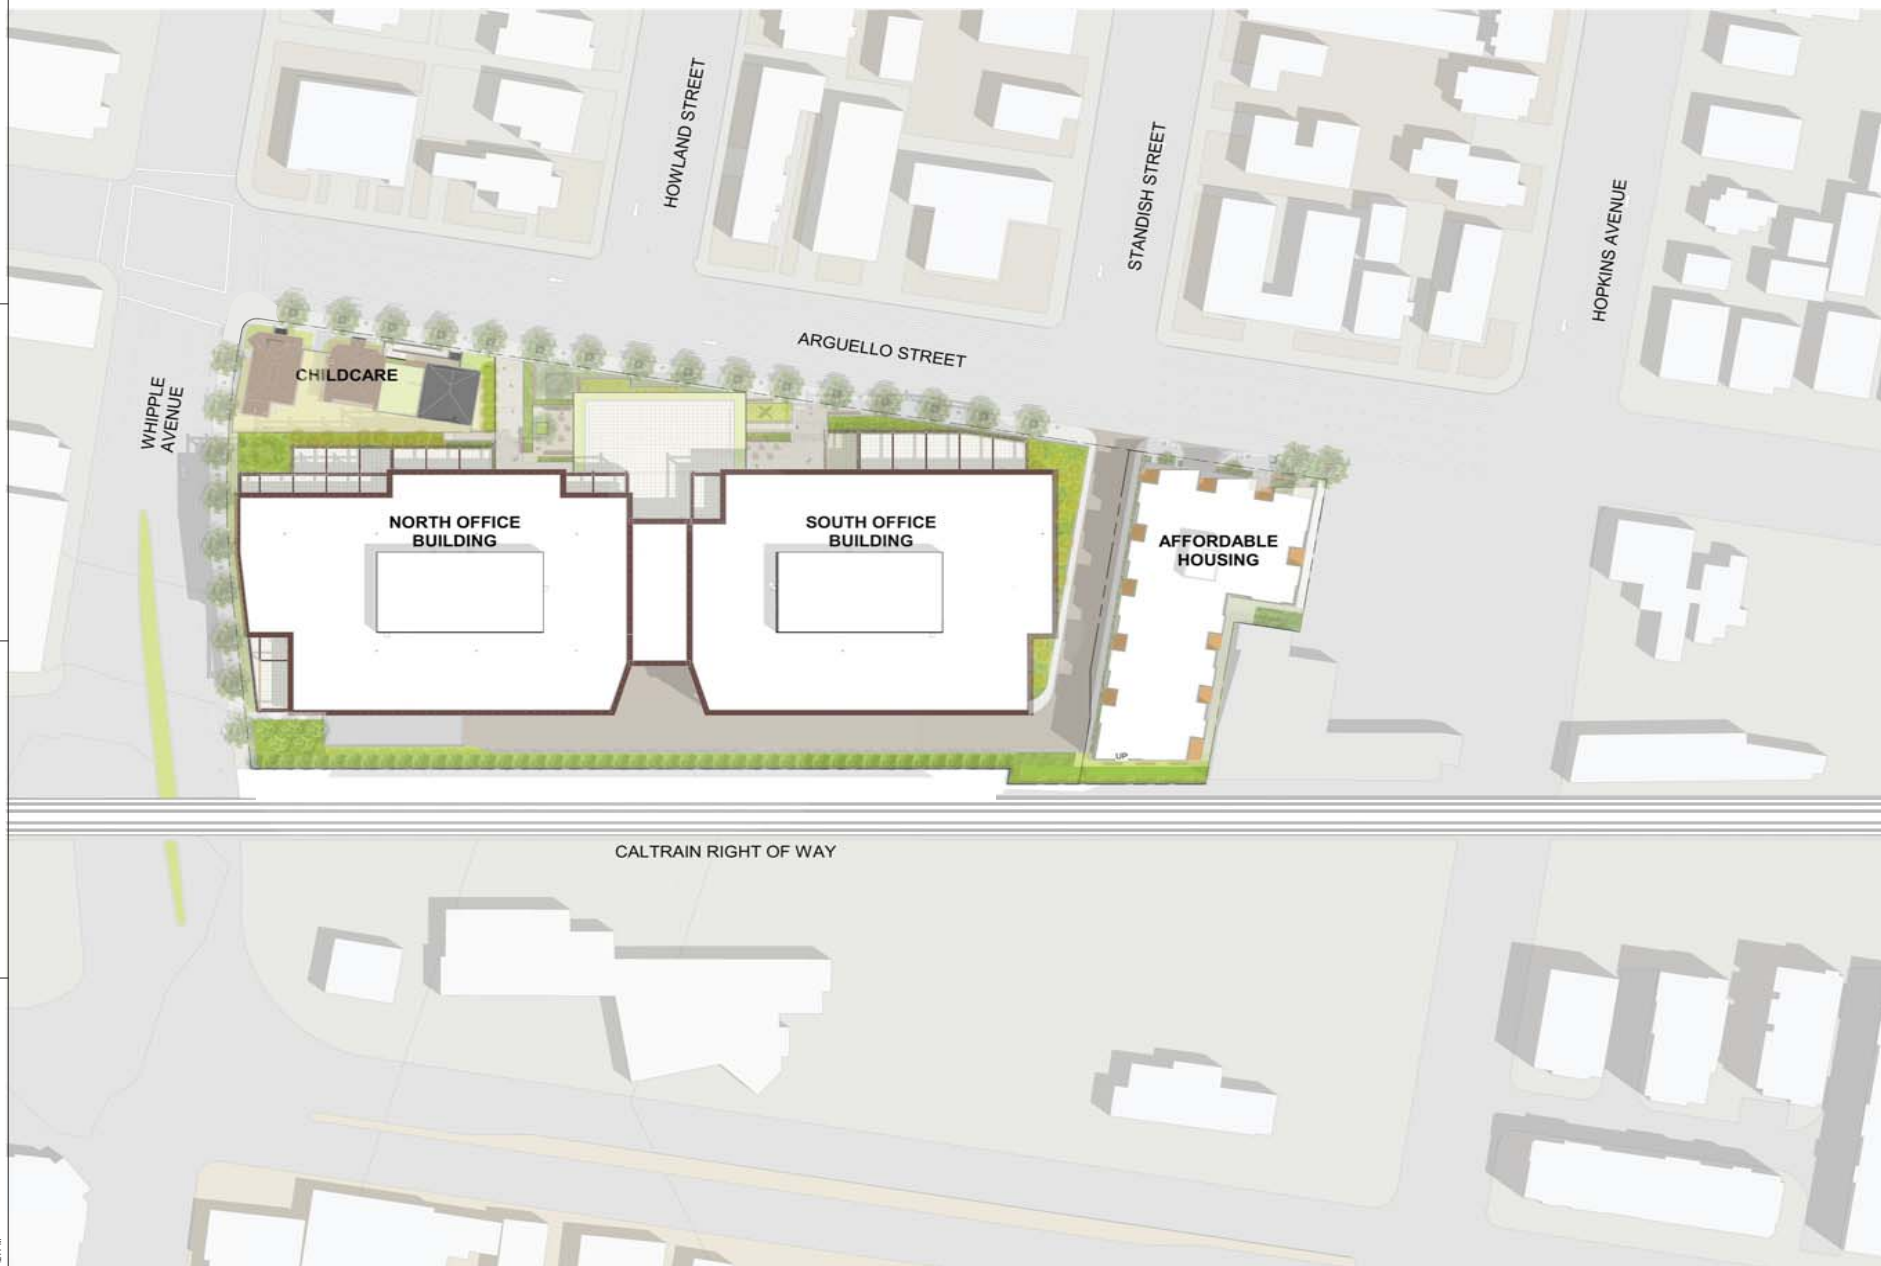 HOWLAND STREET
STANDISH STREET
HOPKINS AVENUE
ARGUELLO STREET
WHIPPLE
AVENUE
CHILDCARE
NORTH OFFICE
BUILDING
SOUTH OFFICE
BUILDING
AFFORDABLE
HOUSING
UP
CALTRAIN RIGHT OF WAY